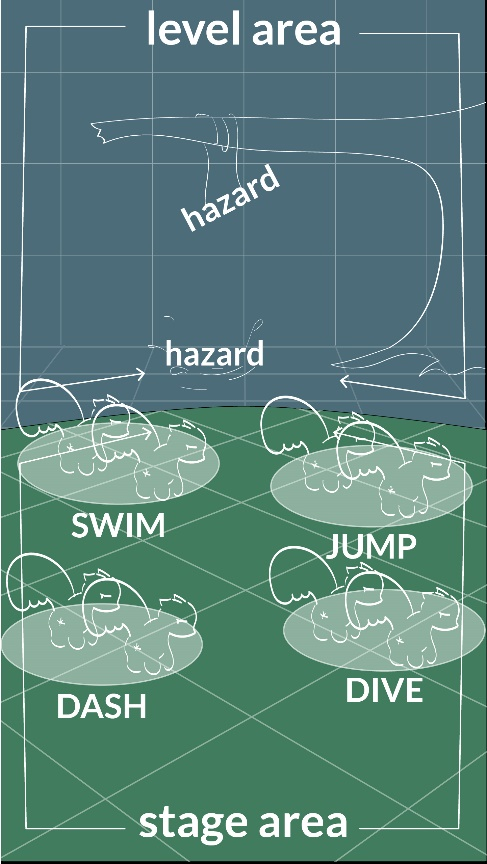 level area
hazard
hazard
SWIM
JUMP
DASH
DIVE
stage area